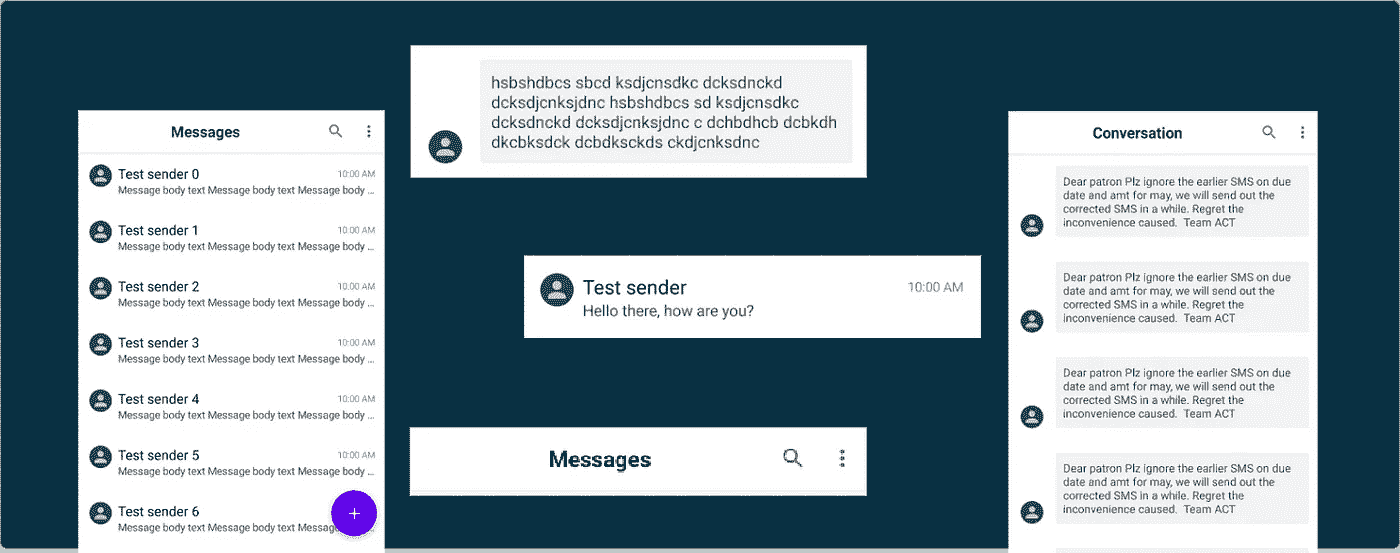 Messages
Test sender 0
10:00 AM
Message body text Message body text Message body ...
Test sender 1
10:00 AM
Message body text Message body text Message body ...
Test sender 2
10:00 AM
Message body text Message body text Message body ...
Test sender 3
10:00 AM
Message body text Message body text Message body ...
Test sender 4
10:00 AM
Message body text Message body text Message body ...
Test sender 5
10:00 AM
Message body text Message body text Message body ...
Test sender 6
Message body text Message body text
+
hsbshdbcs sbcd ksdjcnsdkc dcksdnckd
dcksdjcnksjdnc hsbshdbcs sd ksdjcnsdkc
dcksdnckd dcksdjcnksjdnc c dchbdhcb dcbkdh
dkcbksdck dcbdksckds ckdjcnksdnc
Test sender
10:00 AM
Hello there, how are you?
Messages
Conversation
Dear patron Plz ignore the earlier SMS on due
date and amt for may, we will send out the
corrected SMS in a while. Regret the
inconvenience caused.  Team ACT
Dear patron Plz ignore the earlier SMS on due
date and amt for may, we will send out the
corrected SMS in a while. Regret the
inconvenience caused.  Team ACT
Dear patron Plz ignore the earlier SMS on due
date and amt for may, we will send out the
corrected SMS in a while. Regret the
inconvenience caused.  Team ACT
Dear patron Plz ignore the earlier SMS on due
date and amt for may, we will send out the
corrected SMS in a while. Regret the
inconvenience caused.  Team ACT